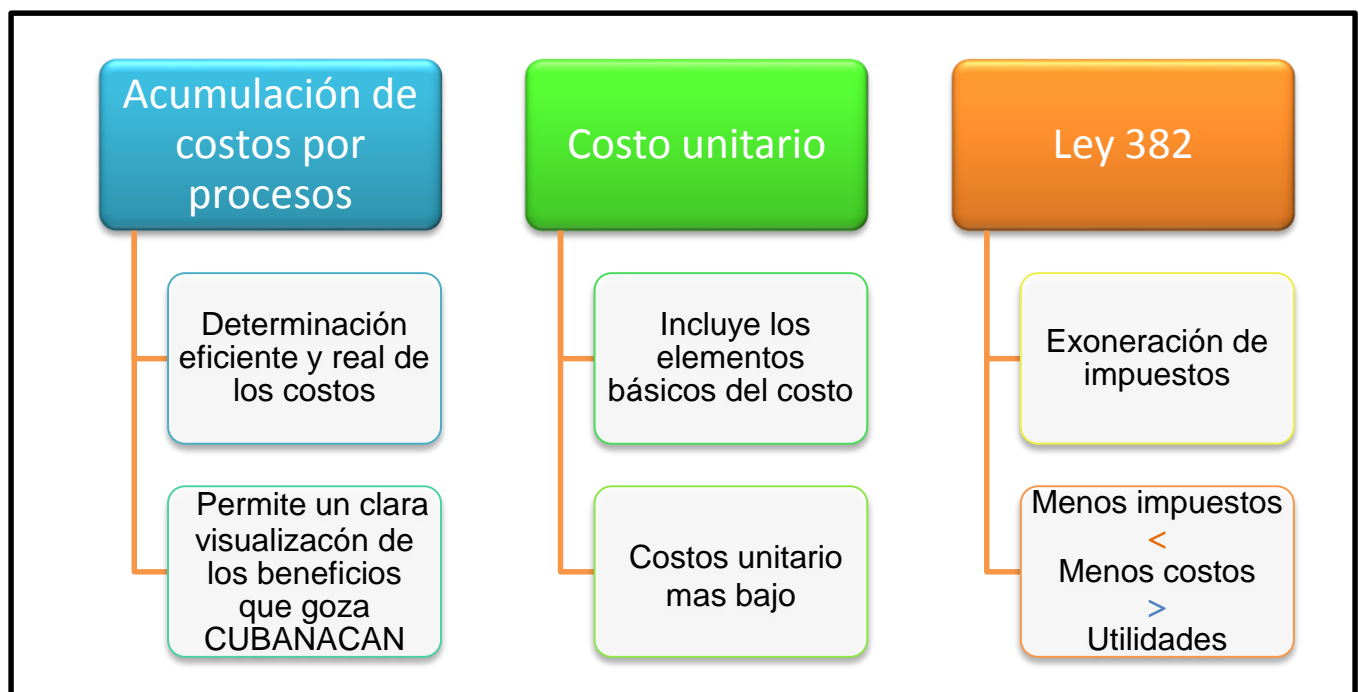 Acumulación de
costos por
procesos
Determinación
eficiente y real de
los costos
Permite un clara
visualizacón de
los beneficios
que goza
CUBANACAN
Costo unitario
Incluye los
elementos
básicos del costo
Costos unitario
mas bajo
Ley 382
Exoneración de
impuestos
Menos impuestos
<
Menos costos
>
Utilidades